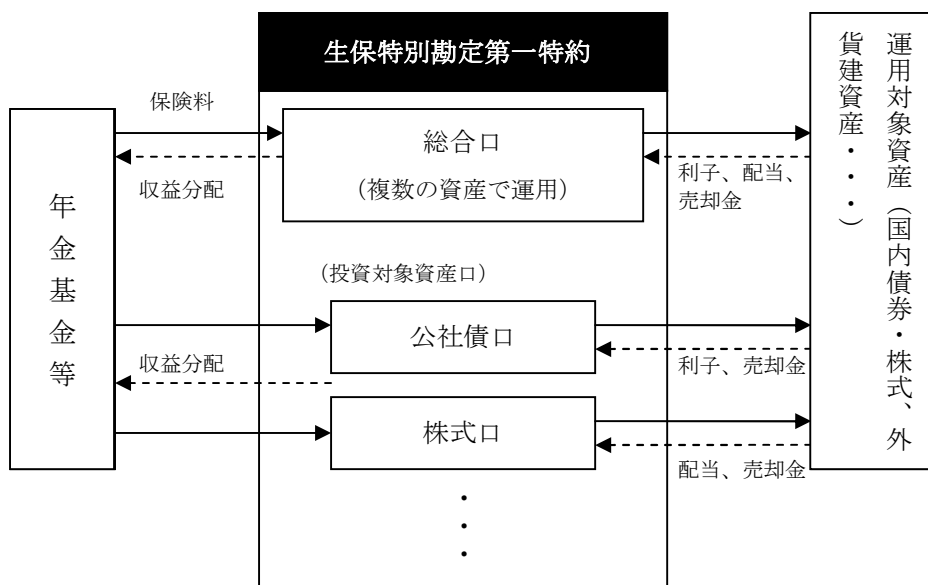 生保特別勘定第一特約
保険料
総合口
(複数の資産で運用)
収益分配
利子、配当、
売却金
年金基金等
(投資対象資産口)
公社債口
収益分配
利子、売却金
株式口
配当、売却金
・
・
・
運用対象資産(国内債券・株式、外
貨建資産・・・・)